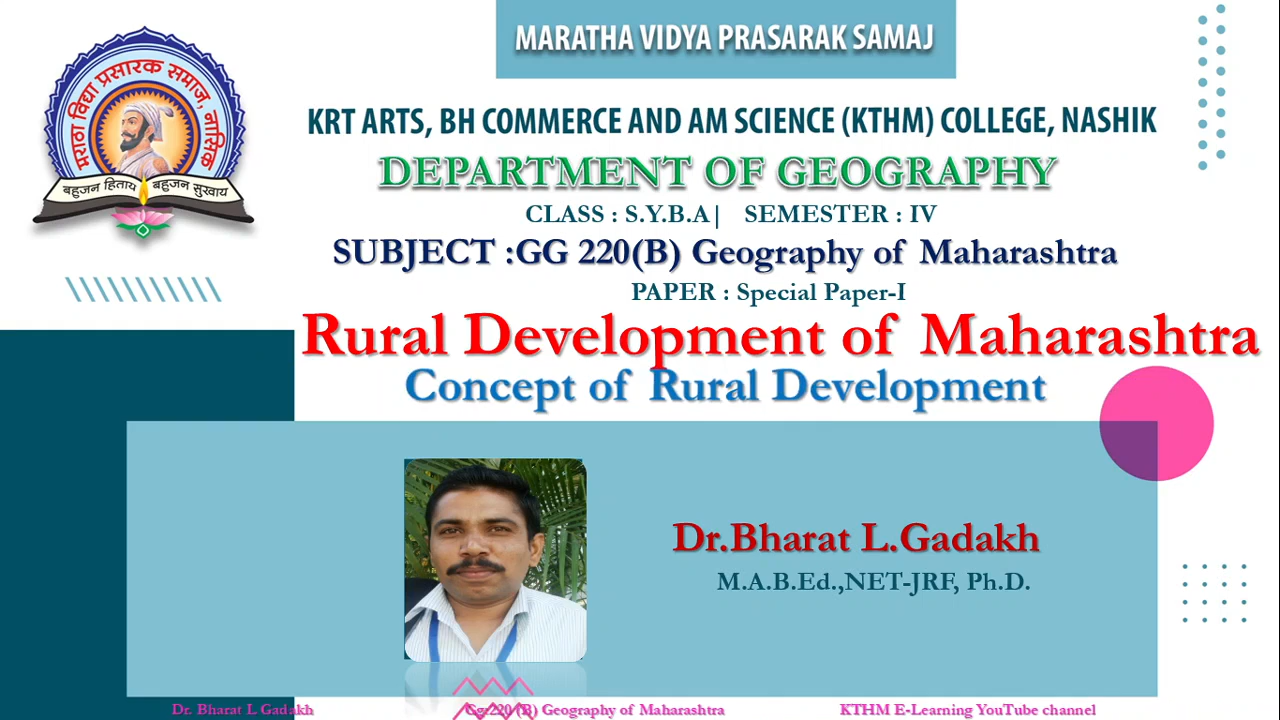 MARATHA VIDYA PRASARAK SAMAJ
मराठा विद्या प्रसारक समाज, नाशिक
बहुजन हिताय बहुजन सुखाय
KRT ARTS, BH COMMERCE AND AM SCIENCE (KTHM) COLLEGE, NASHIK
DEPARTMENT OF GEOGRAPHY
CLASS : S.Y.B.A| SEMESTER : IV
SUBJECT :GG 220(B) Geography of Maharashtra
PAPER : Special Paper-I
Rural Development of Maharashtra
Concept of Rural Development
Dr.Bharat L.Gadakh
M.A.B.Ed.,NET-JRF, Ph.D.
Dr. Bharat L Gadakh Gg:220 (B) Geography of Maharashtra KTHM E-Learning YouTube channel